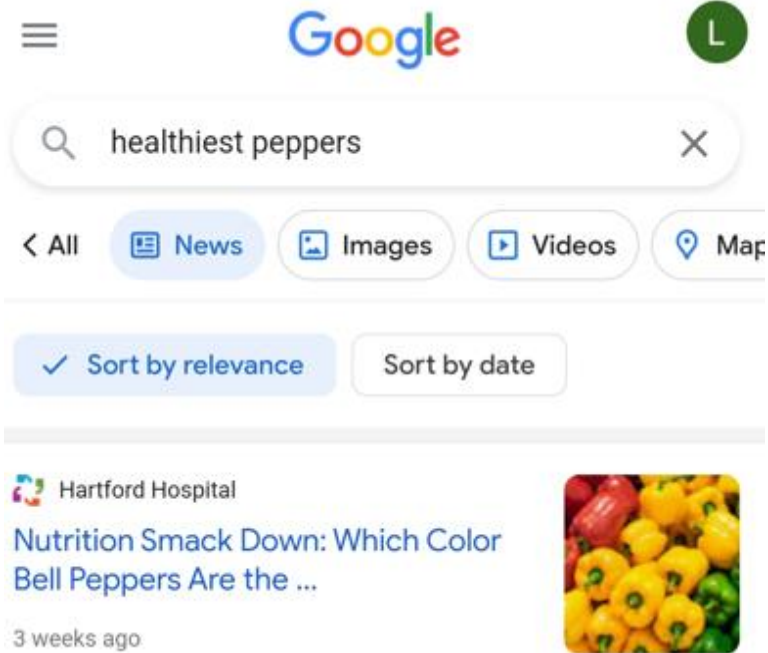 Google
L
healthiest peppers
All
News
Images
Videos
Map
Sort by relevance
Sort by date
Hartford Hospital
Nutrition Smack Down: Which Color
Bell Peppers Are the ...
3 weeks ago